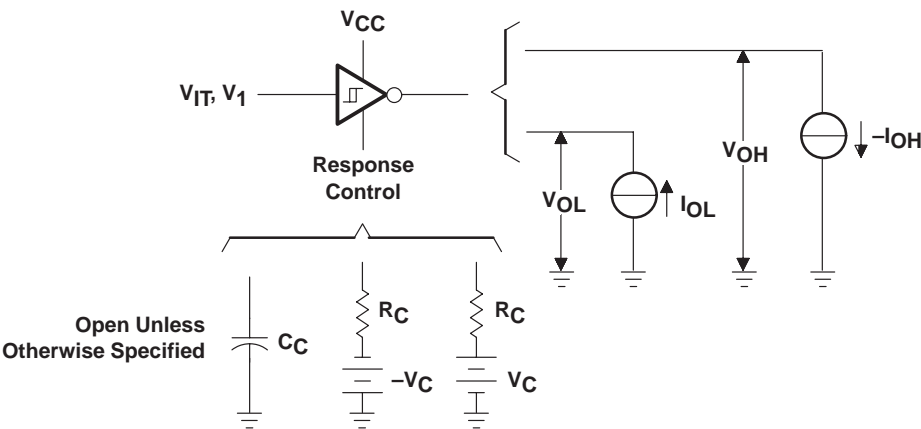 VCC
VIT, V1
Response
Control
VOL
IOL
VOH
–IOH
Open Unless
Otherwise Specified
CC
RC
–VC
RC
VC